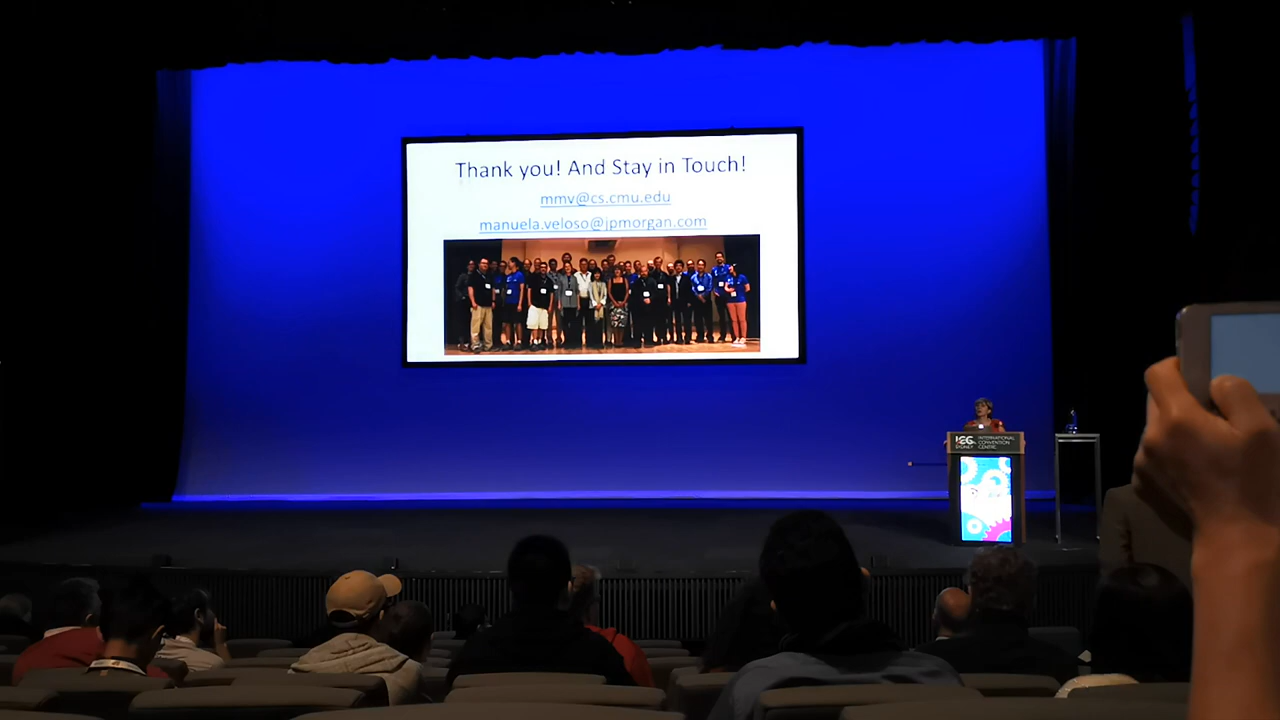 Thank you! And Stay in Touch!
mmv@cs.cmu.edu
manuela.veloso@jpmorgan.com
ICC
SYDNEY
INTERNATIONAL
CONVENTION
CENTRE